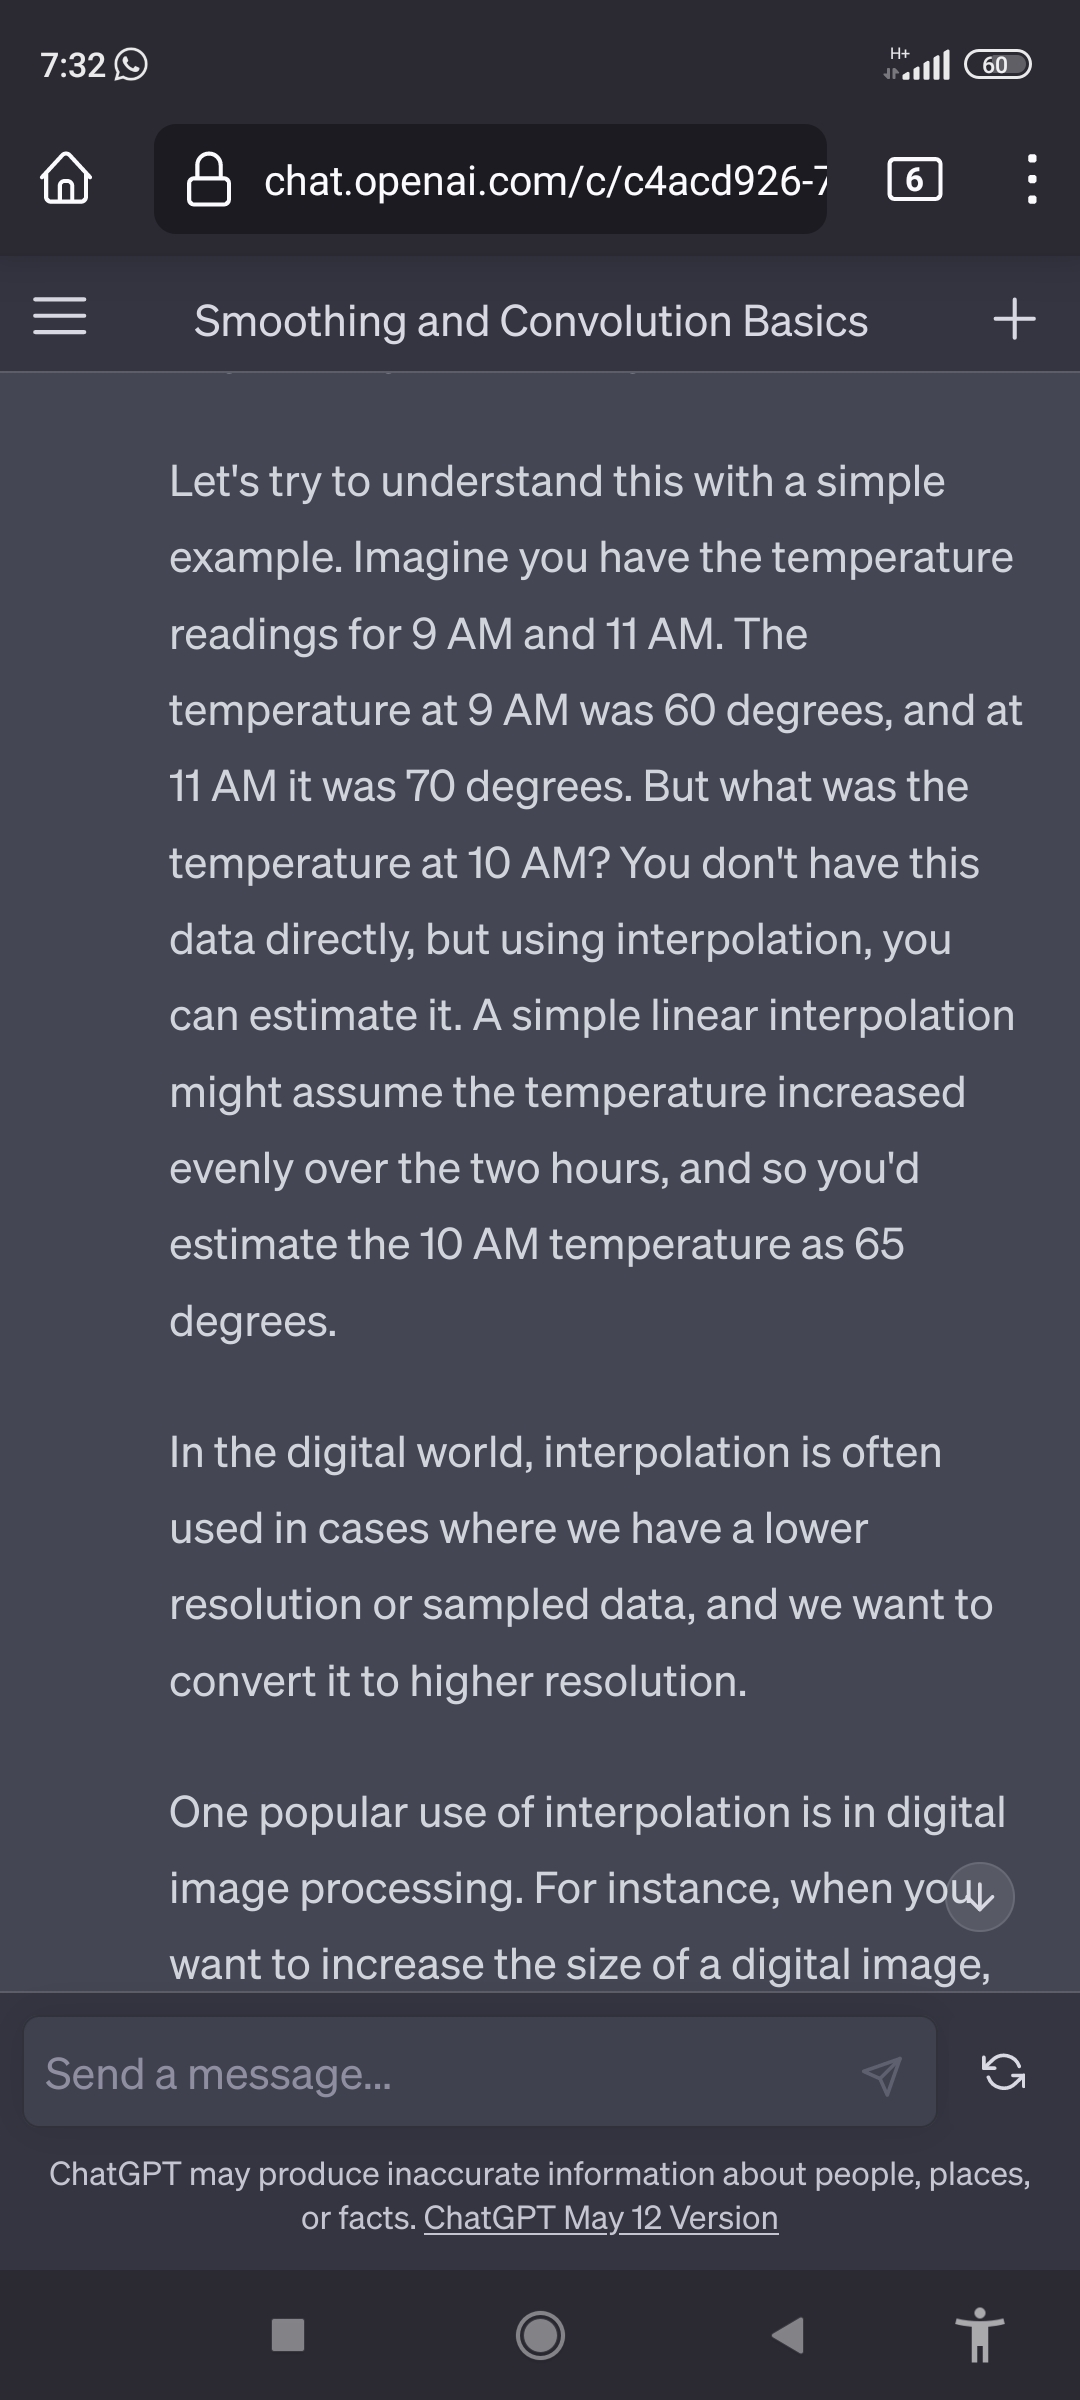 7:32
H+
60
chat.openai.com/c/c4acd926-7
6
Smoothing and Convolution Basics
Let's try to understand this with a simple
example. Imagine you have the temperature
readings for 9 AM and 11 AM. The
temperature at 9 AM was 60 degrees, and at
11 AM it was 70 degrees. But what was the
temperature at 10 AM? You don't have this
data directly, but using interpolation, you
can estimate it. A simple linear interpolation
might assume the temperature increased
evenly over the two hours, and so you'd
estimate the 10 AM temperature as 65
degrees.
In the digital world, interpolation is often
used in cases where we have a lower
resolution or sampled data, and we want to
convert it to higher resolution.
One popular use of interpolation is in digital
image processing. For instance, when you
want to increase the size of a digital image,
Send a message...
ChatGPT may produce inaccurate information about people, places,
or facts. ChatGPT May 12 Version